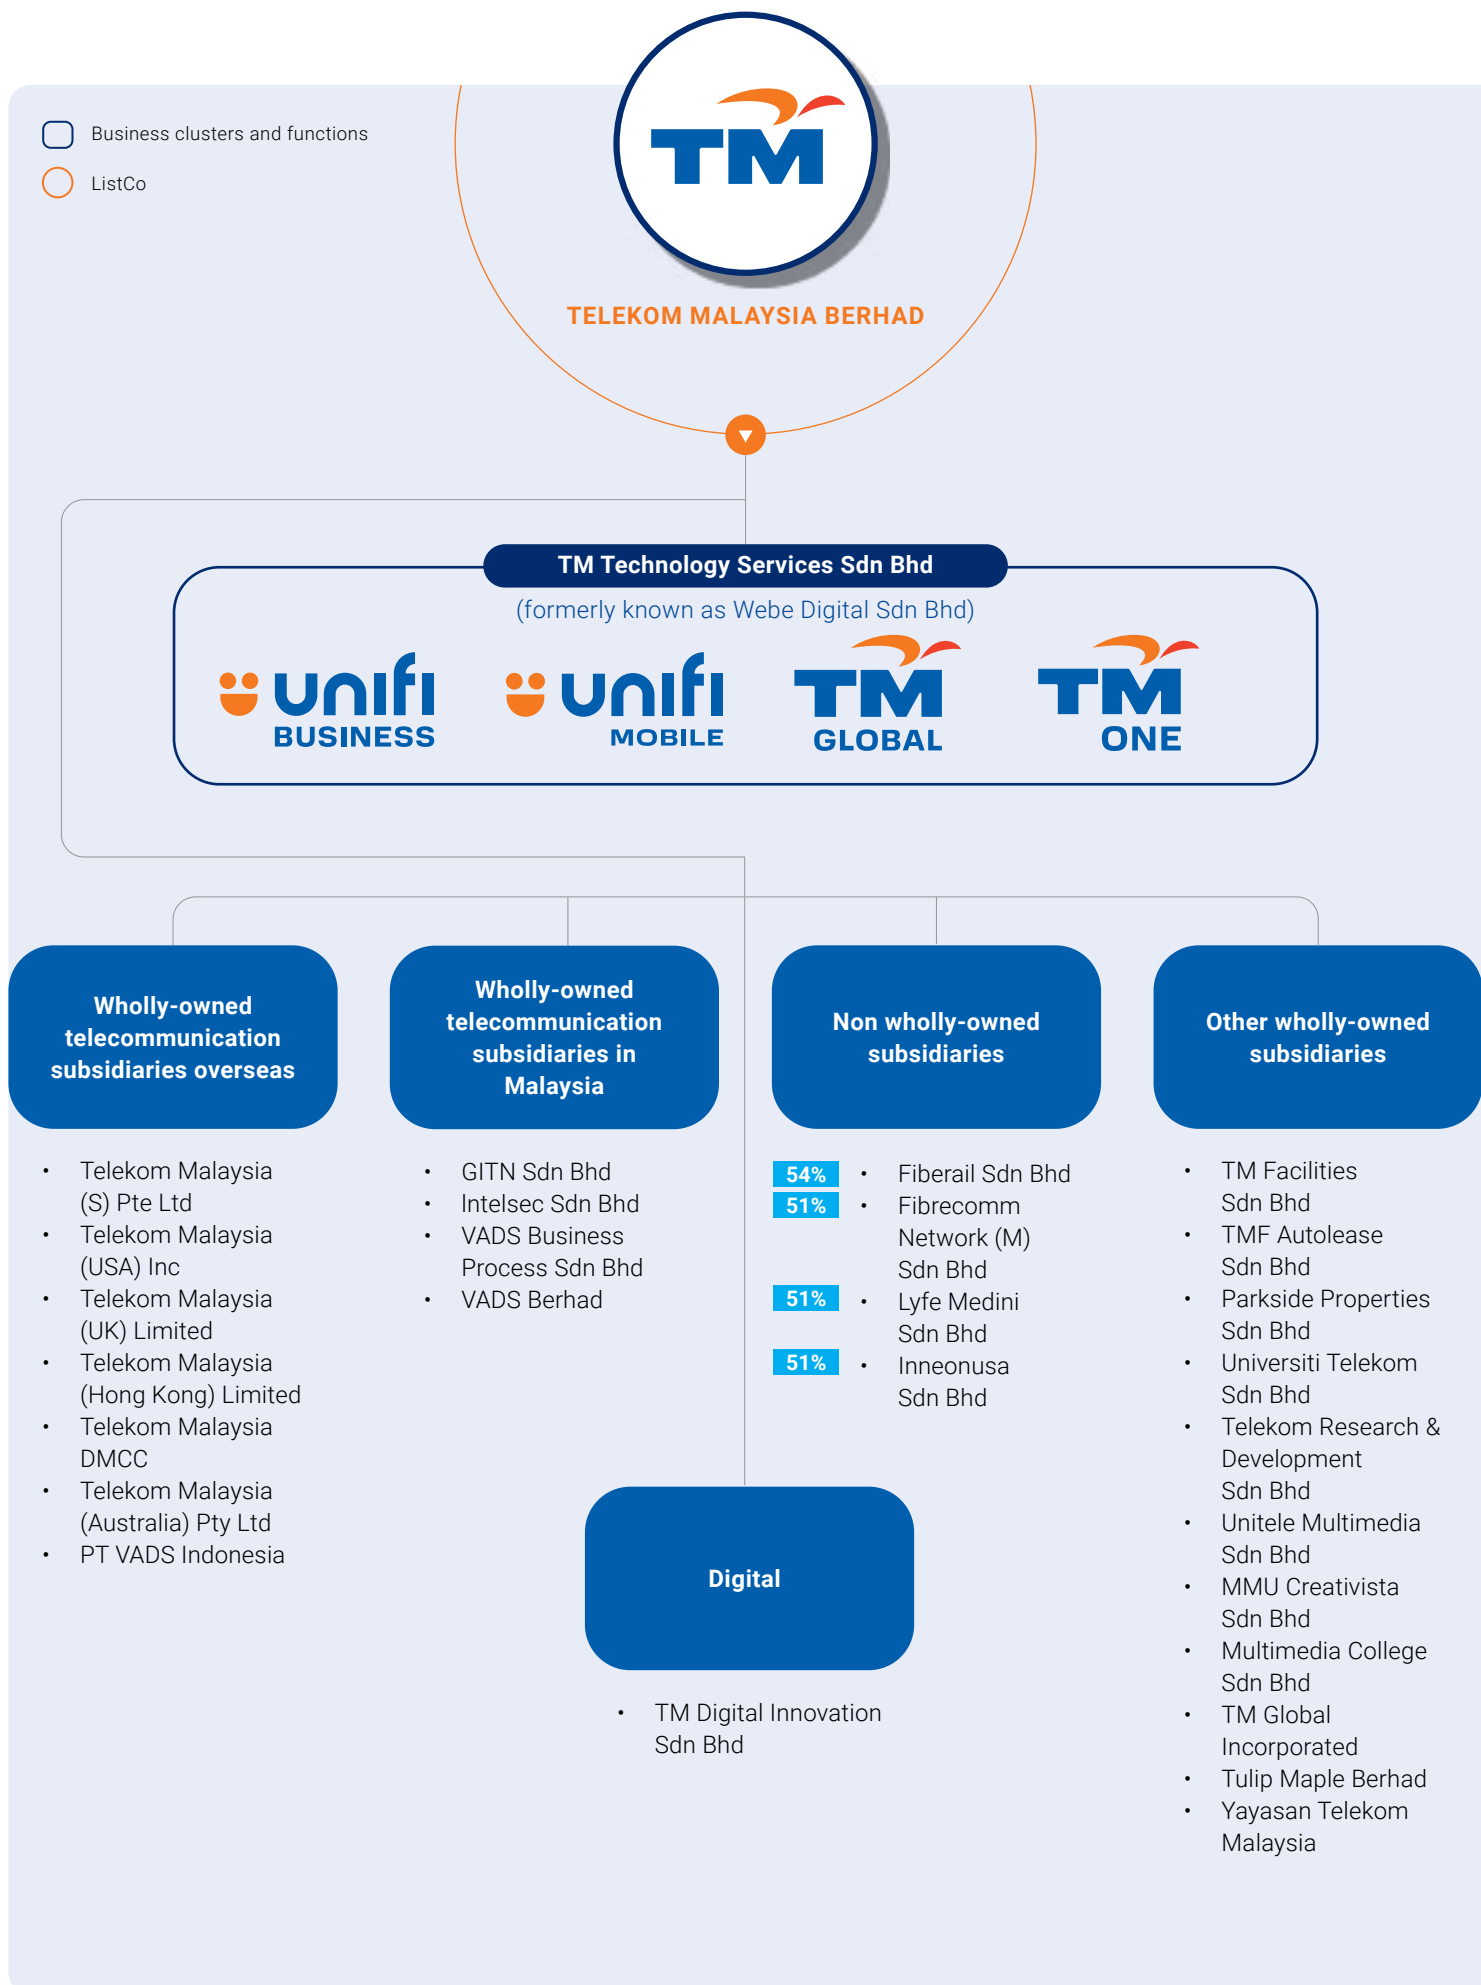 TM
Business clusters and functions
ListCo
TELEKOM MALAYSIA BERHAD
TM Technology Services Sdn Bhd
(formerly known as Webe Digital Sdn Bhd)
unifi
BUSINESS
unifi
MOBILE
TM
GLOBAL
TM
ONE
Wholly-owned
telecommunication
subsidiaries overseas
• Telekom Malaysia
(S) Pte Ltd
• Telekom Malaysia
(USA) Inc
• Telekom Malaysia
(UK) Limited
• Telekom Malaysia
(Hong Kong) Limited
• Telekom Malaysia
DMCC
• Telekom Malaysia
(Australia) Pty Ltd
• PT VADS Indonesia
Wholly-owned
telecommunication
subsidiaries in
Malaysia
• GITN Sdn Bhd
• Intelsec Sdn Bhd
• VADS Business
Process Sdn Bhd
• VADS Berhad
Non wholly-owned
subsidiaries
54% • Fiberail Sdn Bhd
51% • Fibrecomm
Network (M)
Sdn Bhd
51% • Lyfe Medini
Sdn Bhd
51% • Inneonusa
Sdn Bhd
Other wholly-owned
subsidiaries
• TM Facilities
Sdn Bhd
• TMF Autolease
Sdn Bhd
• Parkside Properties
Sdn Bhd
• Universiti Telekom
Sdn Bhd
• Telekom Research &
Development
Sdn Bhd
• Unitele Multimedia
Sdn Bhd
• MMU Creativista
Sdn Bhd
• Multimedia College
Sdn Bhd
• TM Global
Incorporated
• Tulip Maple Berhad
• Yayasan Telekom
Malaysia
Digital
• TM Digital Innovation
Sdn Bhd